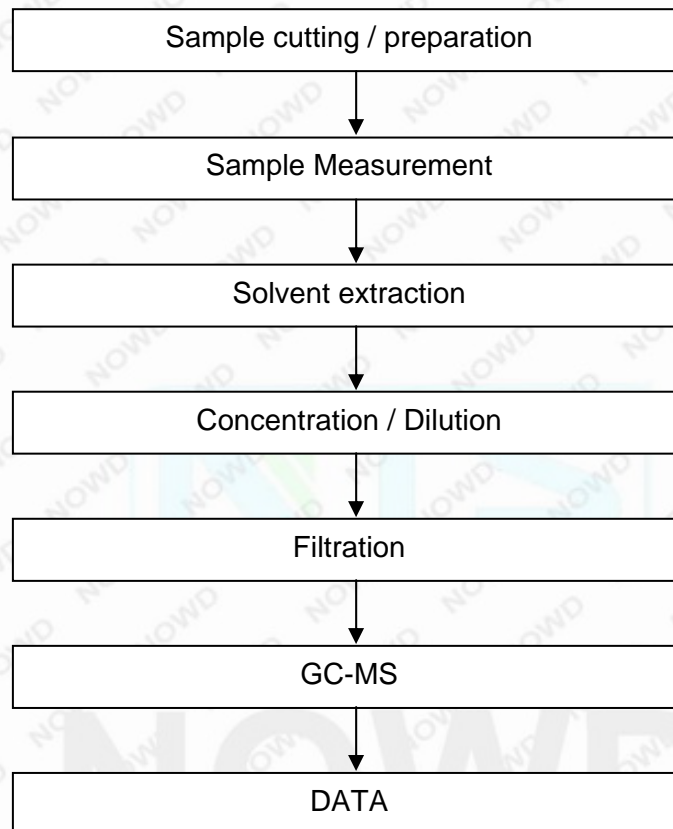 Sample cutting / preparation
Sample Measurement
Solvent extraction
Concentration / Dilution
Filtration
GC-MS
DATA